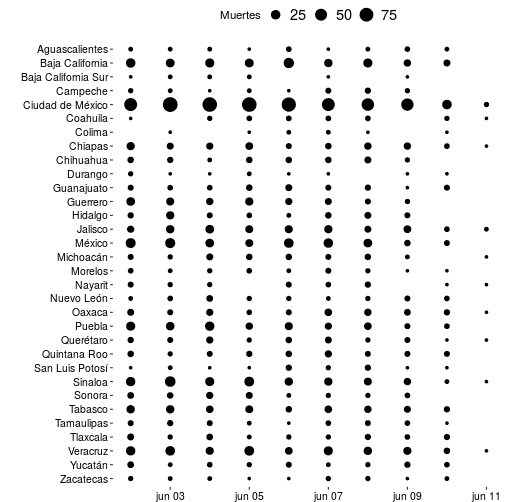 Muertes 25 50 75
Aguascalientes
Baja California
Baja California Sur
Campeche
Ciudad de México
Coahuila
Colima
Chiapas
Chihuahua
Durango
Guanajuato
Guerrero
Hidalgo
Jalisco
México
Michoacán
Morelos
Nayarit
Nuevo León
Oaxaca
Puebla
Querétaro
Quintana Roo
San Luis Potosí
Sinaloa
Sonora
Tabasco
Tamaulipas
Tlaxcala
Veracruz
Yucatán
Zacatecas
jun 03 jun 05 jun 07 jun 09 jun 11